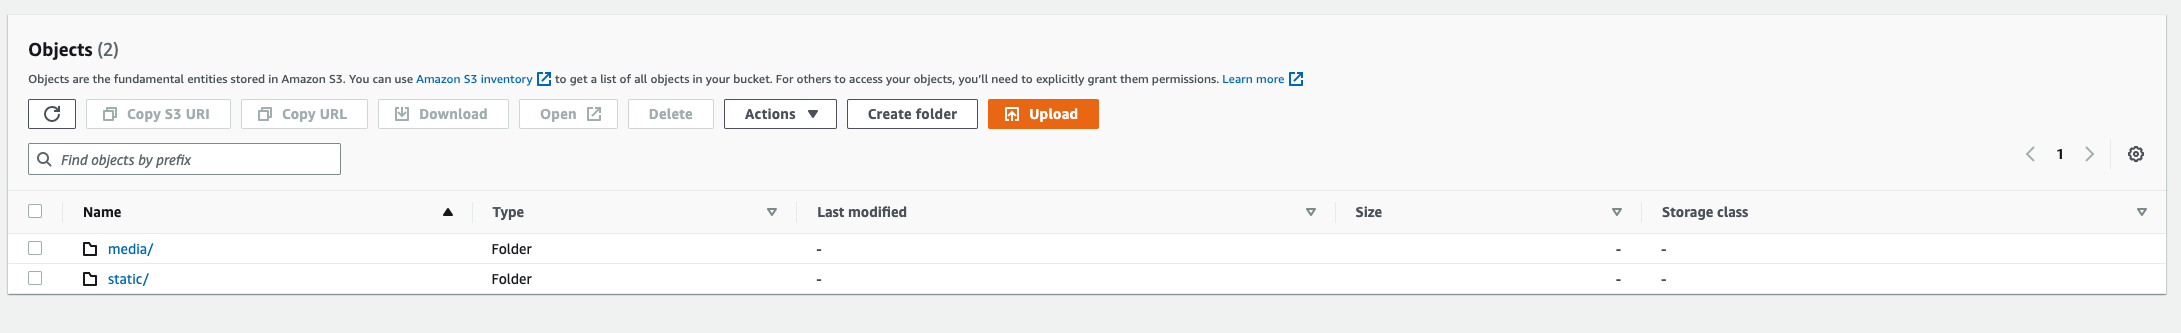 Objects (2)
Objects are the fundamental entities stored in Amazon S3. You can use Amazon S3 inventory to get a list of all objects in your bucket. For others to access your objects, you'll need to explicitly grant them permissions. Learn more
Copy S3 URI Copy URL Download Open Delete Actions Create folder Upload
Find objects by prefix 1
Name Type Last modified Size Storage class
media/ Folder - - -
static/ Folder - - -